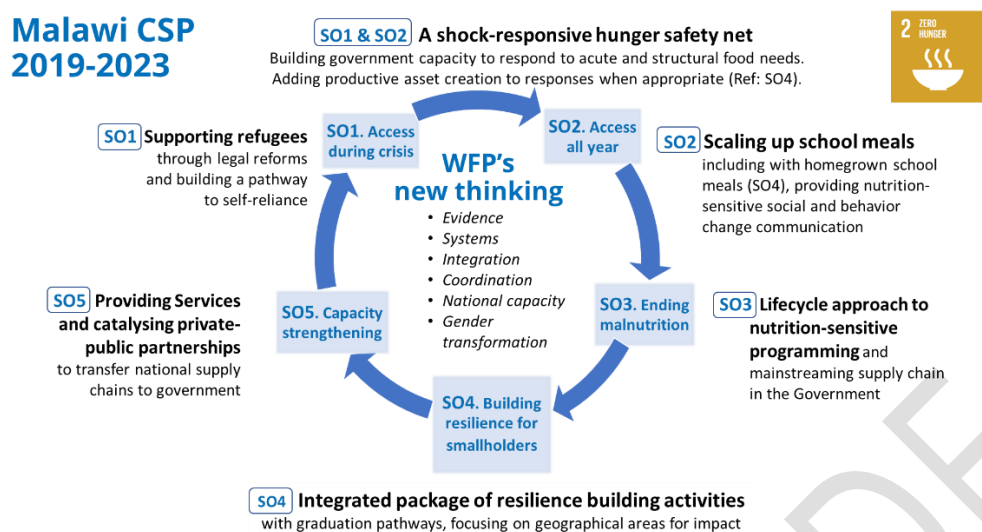 Malawi CSP
2019-2023
SO1 & SO2 A shock-responsive hunger safety net
Building government capacity to respond to acute and structural food needs.
Adding productive asset creation to responses when appropriate (Ref: SO4).
2 ZERO
HUNGER
SO1 Supporting refugees
through legal reforms
and building a pathway
to self-reliance
SO1. Access
during crisis
SO2. Access
all year
SO2 Scaling up school meals
including with homegrown school
meals (SO4), providing nutrition-
sensitive social and behavior
change communication
WFP's
new thinking
• Evidence
• Systems
• Integration
• Coordination
• National capacity
• Gender
transformation
SO5 Providing Services
and catalysing private-
public partnerships
to transfer national supply
chains to government
SO5. Capacity
strengthening
SO3. Ending
malnutrition
SO3 Lifecycle approach to
nutrition-sensitive
programming and
mainstreaming supply chain
in the Government
SO4. Building
resilience for
smallholders
SO4 Integrated package of resilience building activities
with graduation pathways, focusing on geographical areas for impact